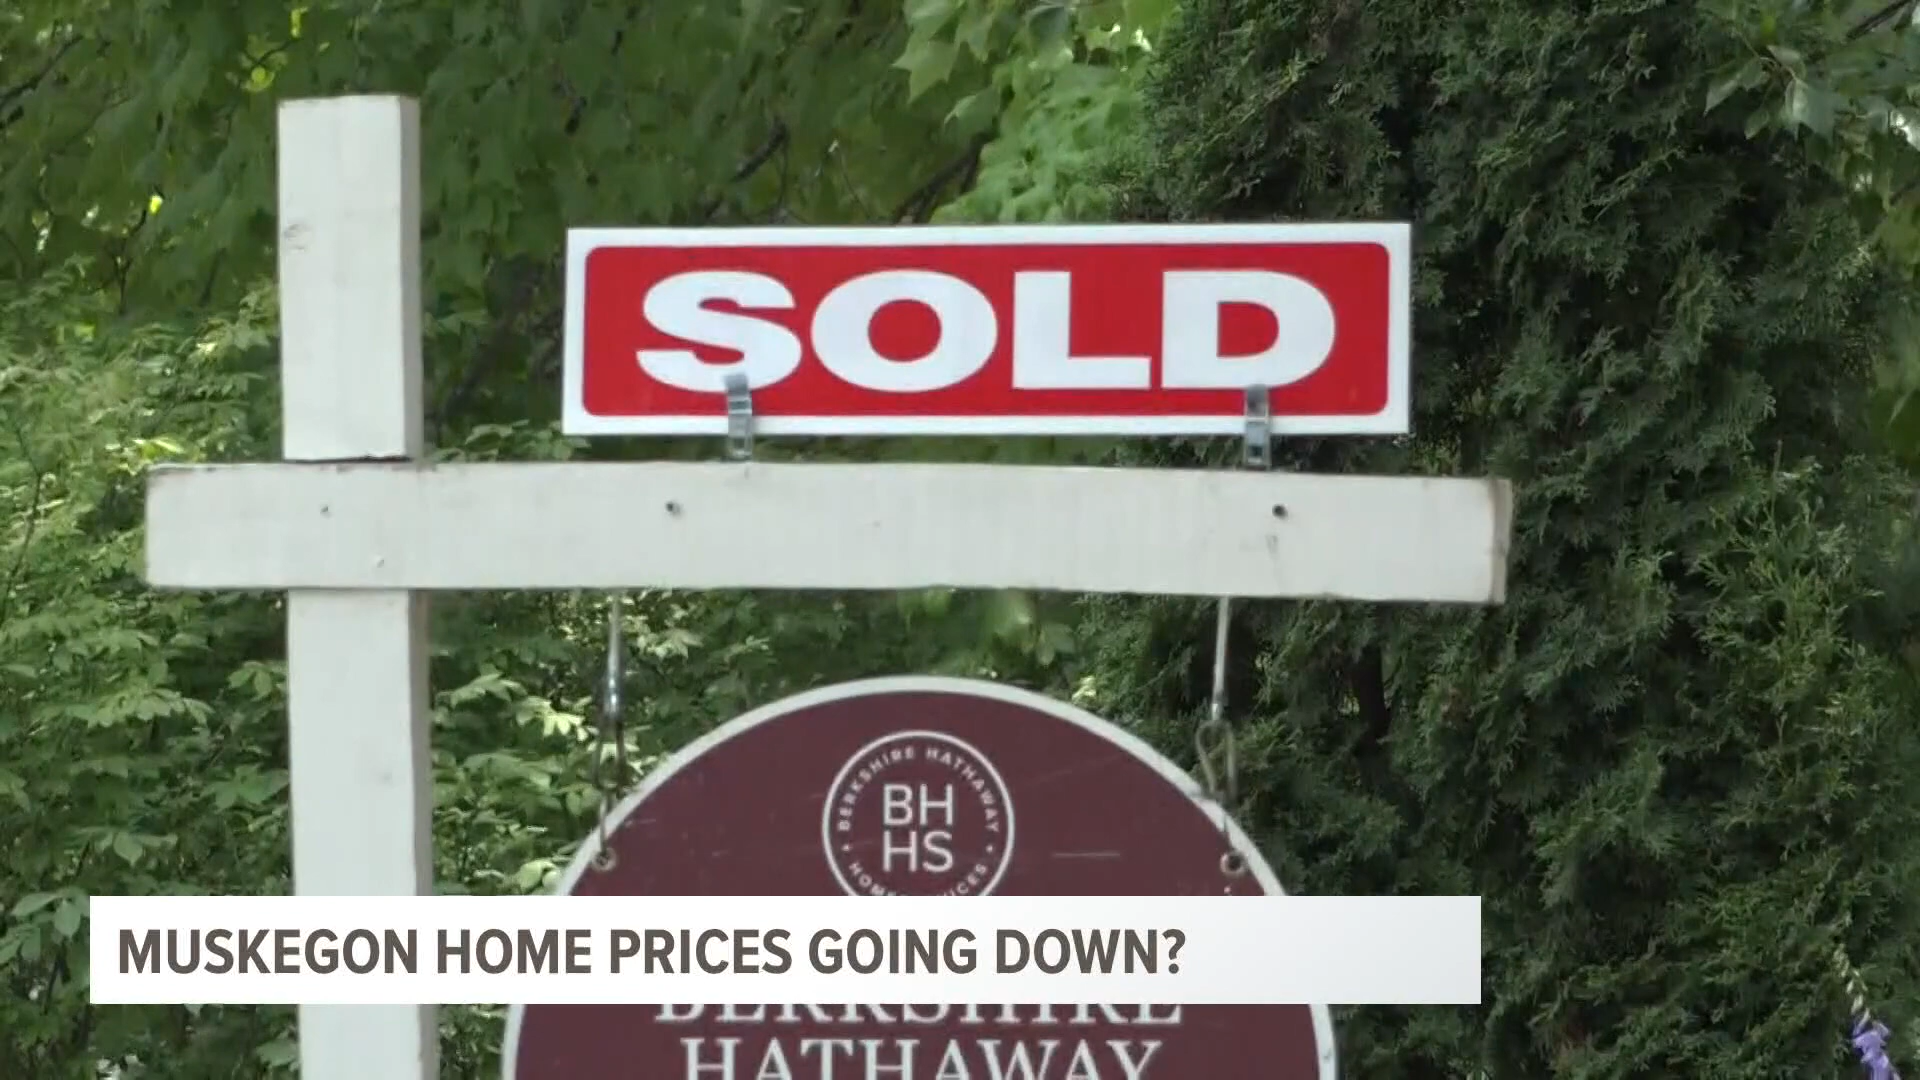 SOLD
BERKSHIRE HATHAWAY
BH
HS
MUSKEGON HOME PRICES GOING DOWN?
BERKSHIRE
HATHAWAY